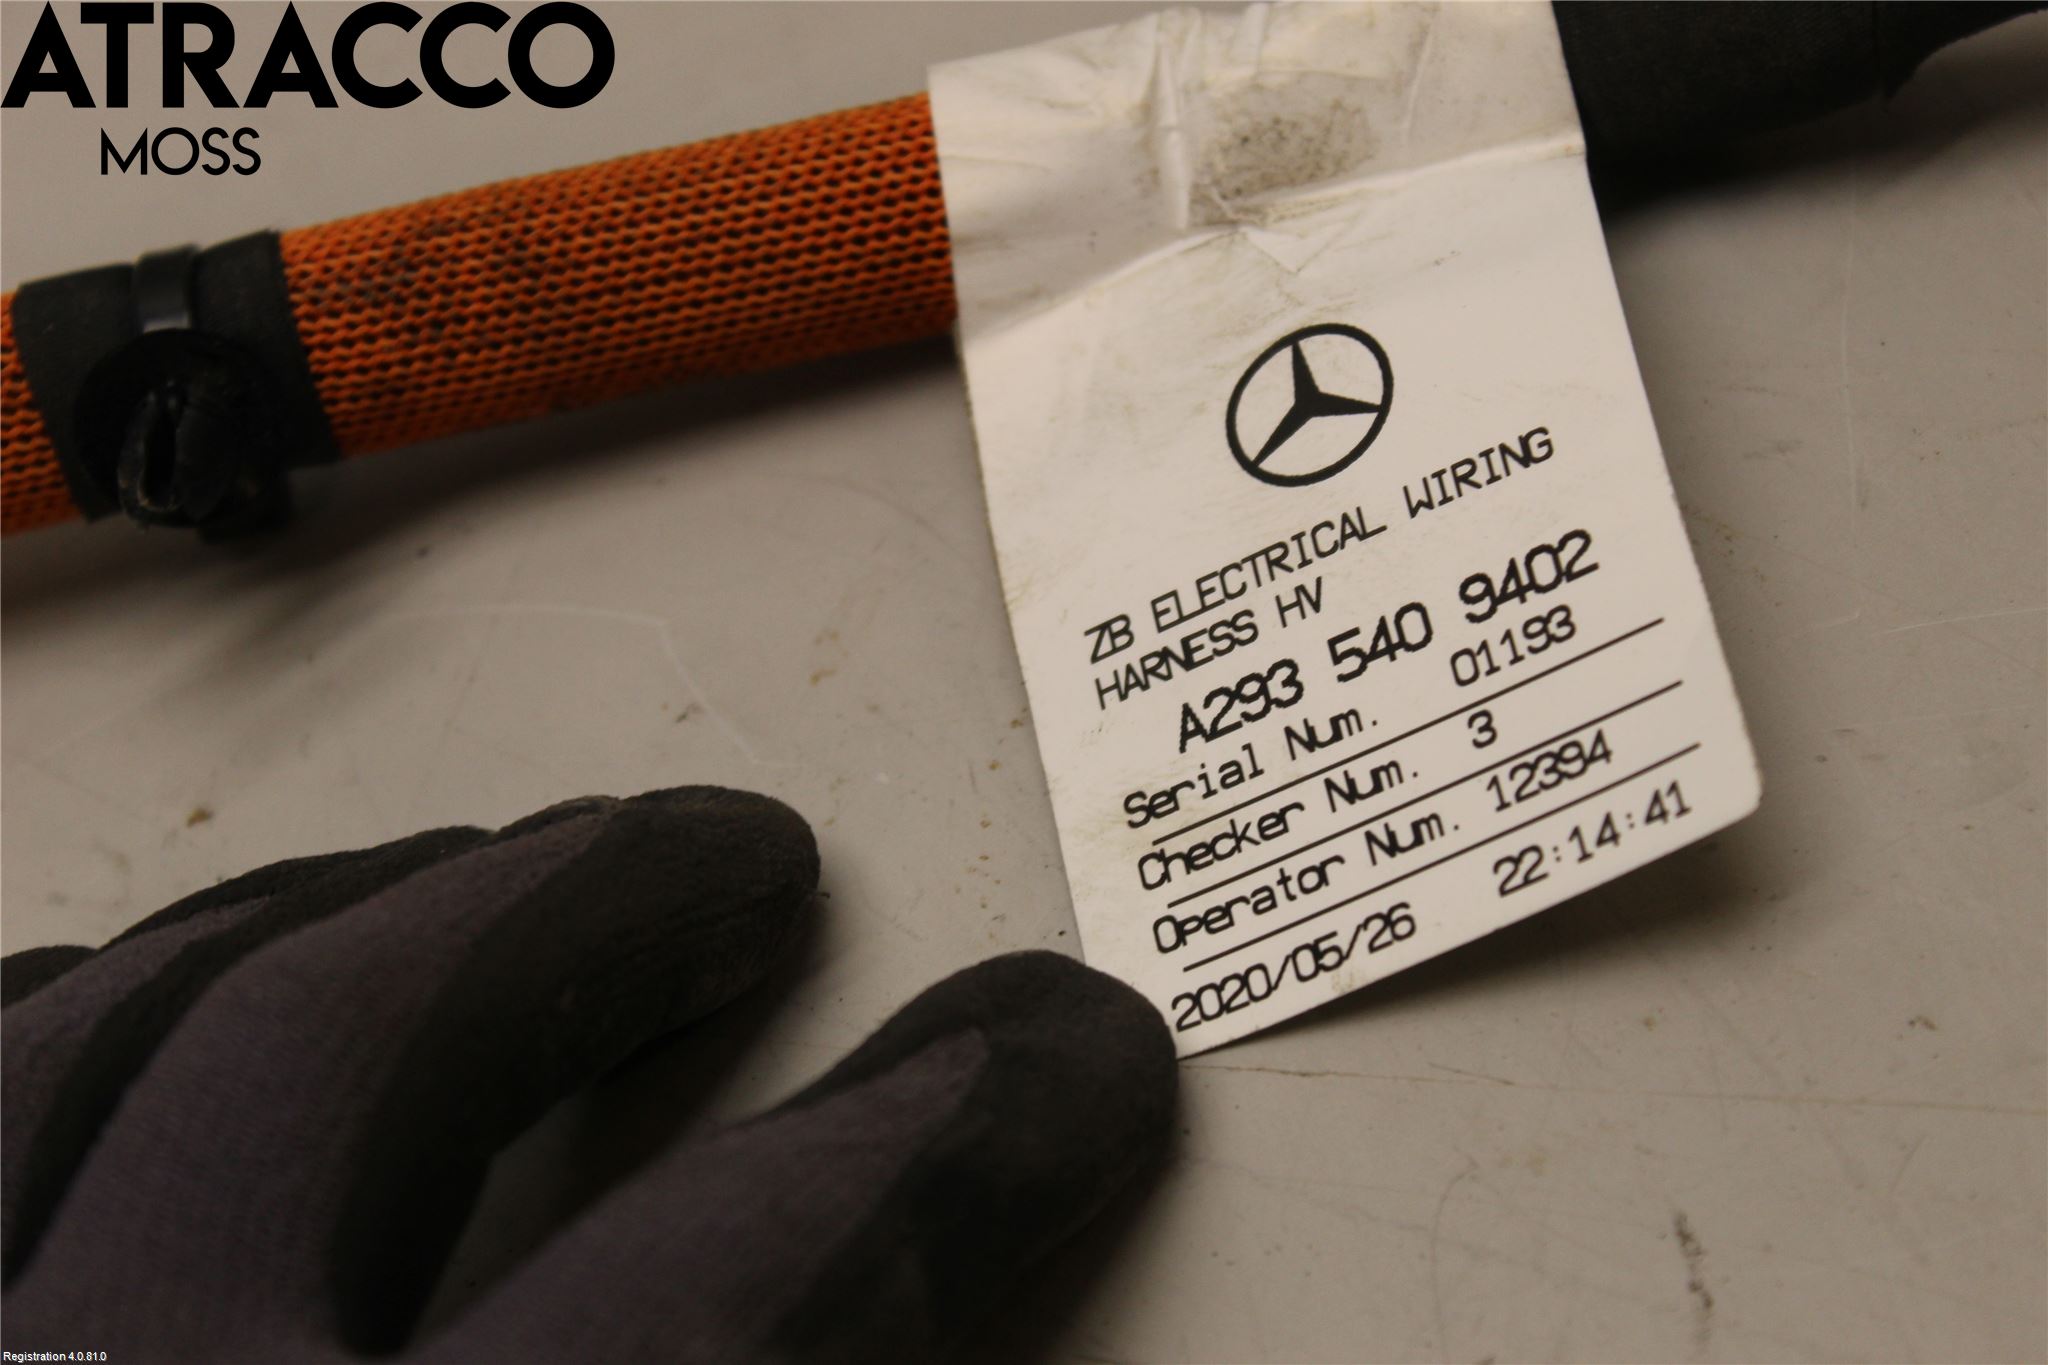 ATRACCO
MOSS
ZB ELECTRICAL WIRING
HARNESS HV
A293 540 9402
Serial Num. 01193
Checker Num. 3
Operator Num. 12394
2020/05/26 22:14:41
Registration 4.0.81.0